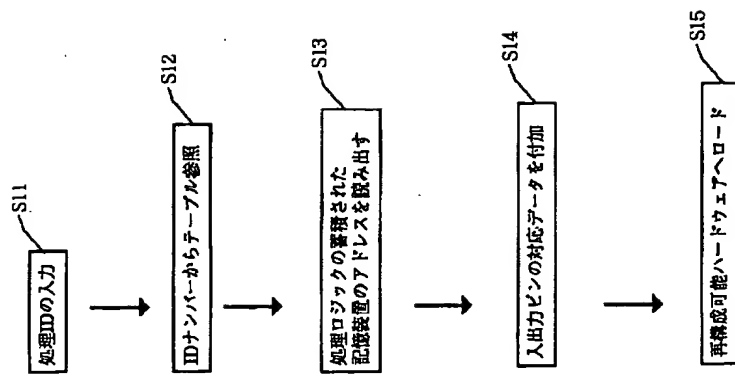 S11
処理IDの入力
S12
IDナンバーからテーブル参照
S13
処理ロジックの蓄積された
記憶装置のアドレスを読み出す
S14
入出力ピンの対応データを付加
S15
再構成可能ハードウェアへロード